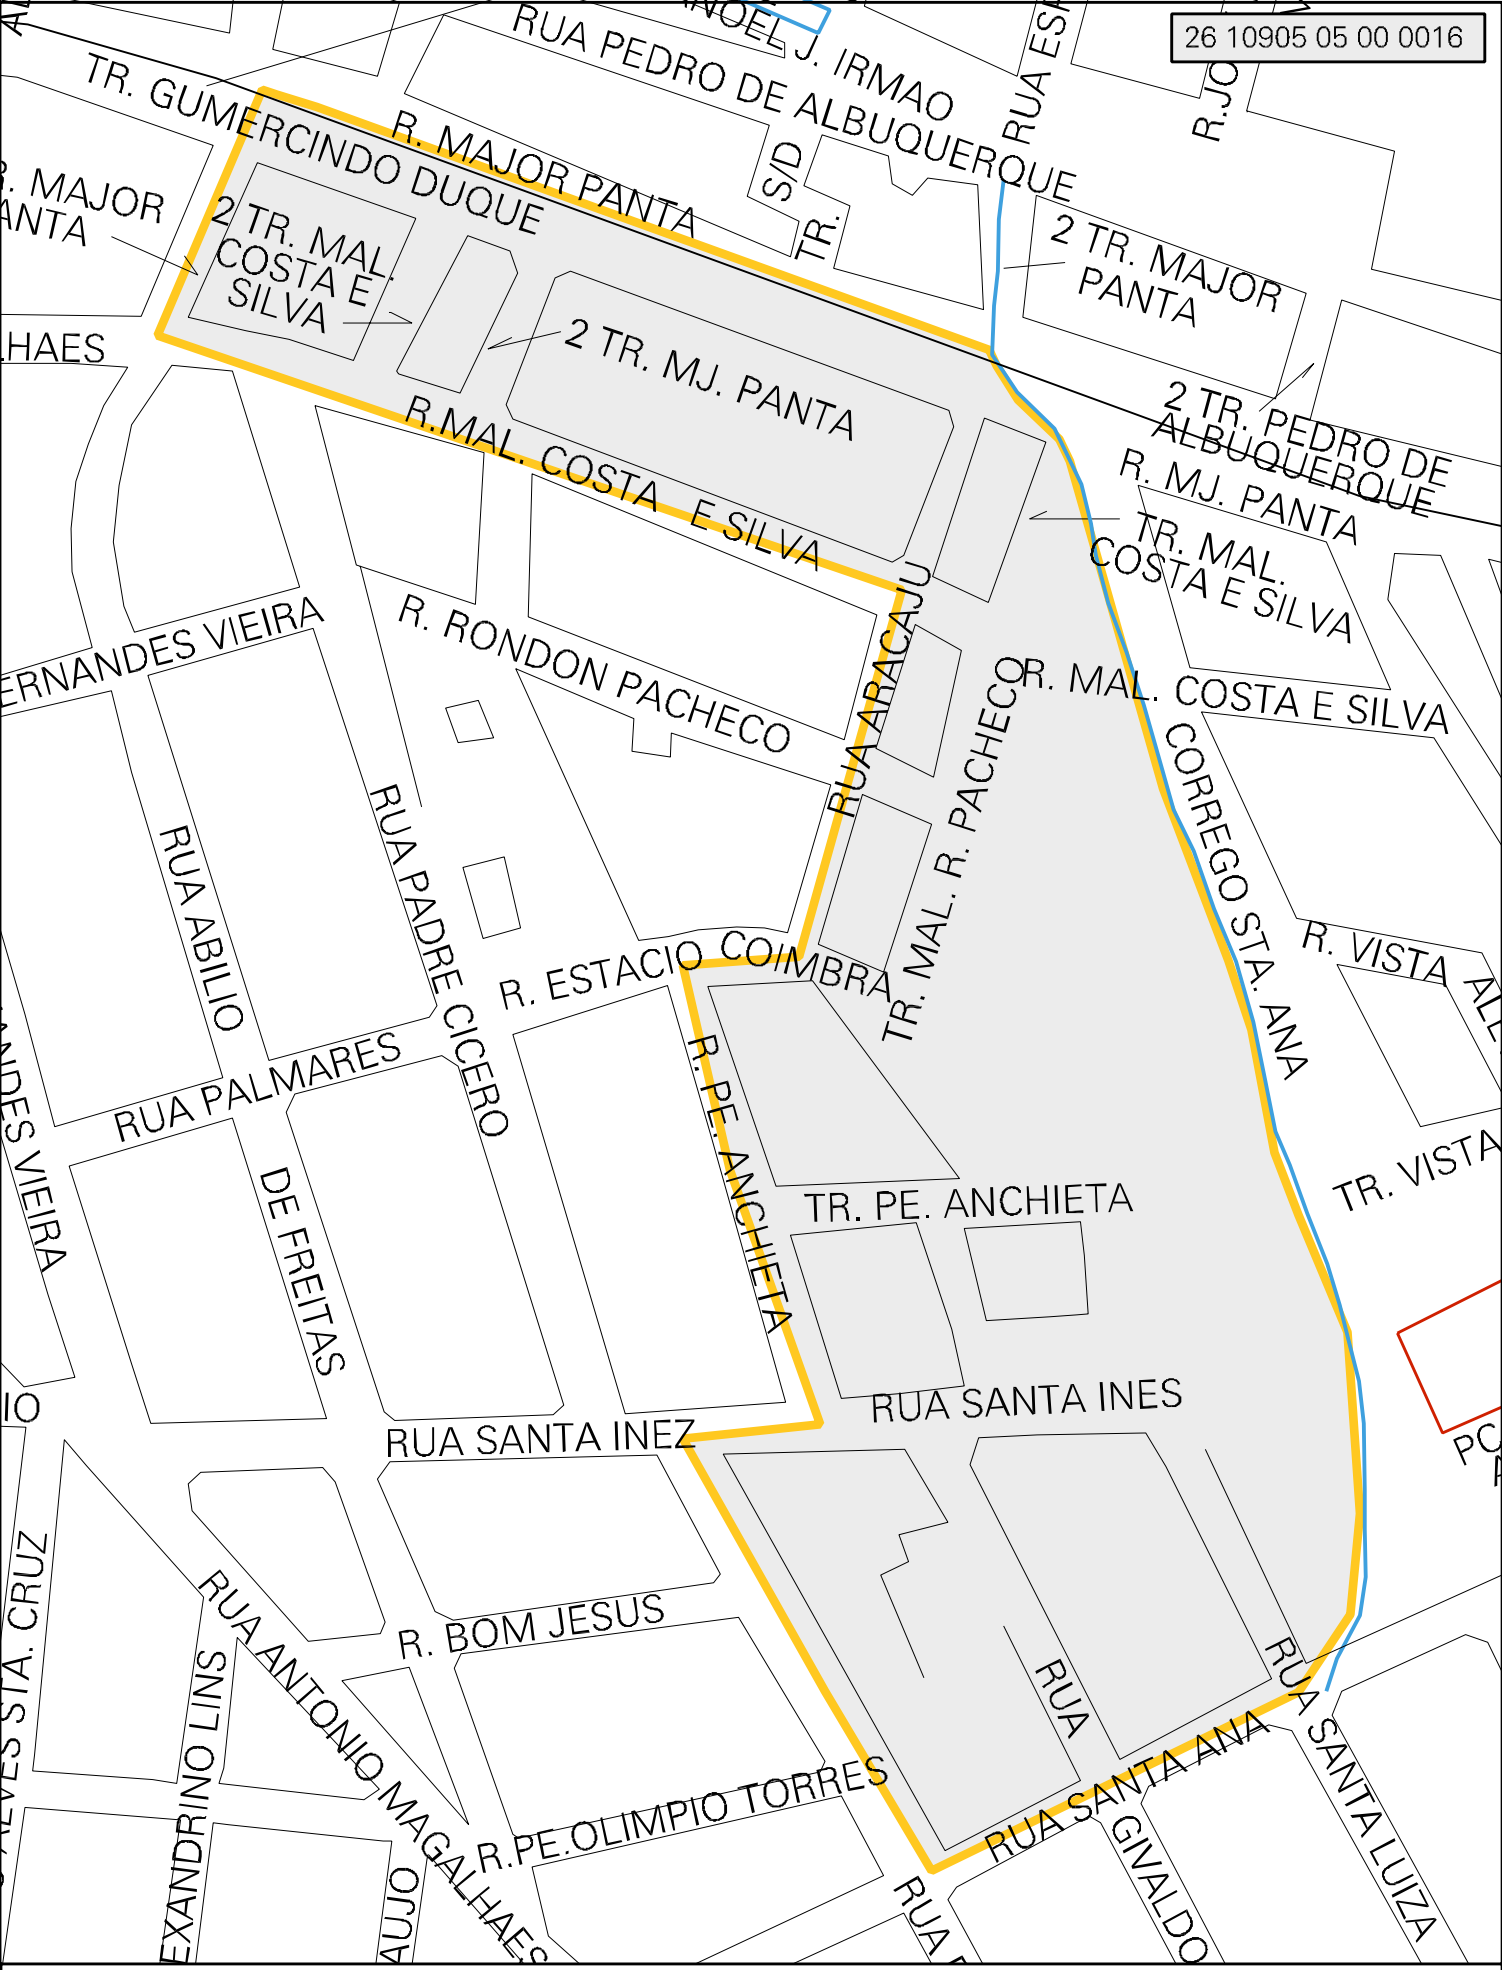 26 10905 05 00 0016
RUA PEDRO DE ALBUQUERQUE
J. IRMAO
TR. GUMERCINDO DUQUE
R. MAJOR PANTA
S/D
TR.
MAJOR
2 TR. MAL.
COSTA E
SILVA
2 TR. MAJOR
PANTA
2 TR. MJ. PANTA
2 TR. PEDRO DE
ALBUQUERQUE
R. MJ. PANTA
R.MAL. COSTA E SILVA
TR. MAL.
COSTA E SILVA
R. RONDON PACHECO
RUA ARACAJU
R. MAL. COSTA E SILVA
TR. MAL. R. PACHECO
CORREGO STA. ANA
RUA ABILIO
DE FREITAS
RUA PADRE CICERO
R. ESTACIO COIMBRA
R. VISTA
RUA PALMARES
R. PE. ANCHIETA
TR. VISTA
VIEIRA
TR. PE. ANCHIETA
RUA SANTA INES
RUA SANTA INEZ
STA. CRUZ
R. BOM JESUS
RUA ANTONIO MAGALHAES
LINS
R.PE.OLIMPIO TORRES
RUA SANTA ANA
RUA
GIVALDO
RUA SANTA LUIZA
RUA